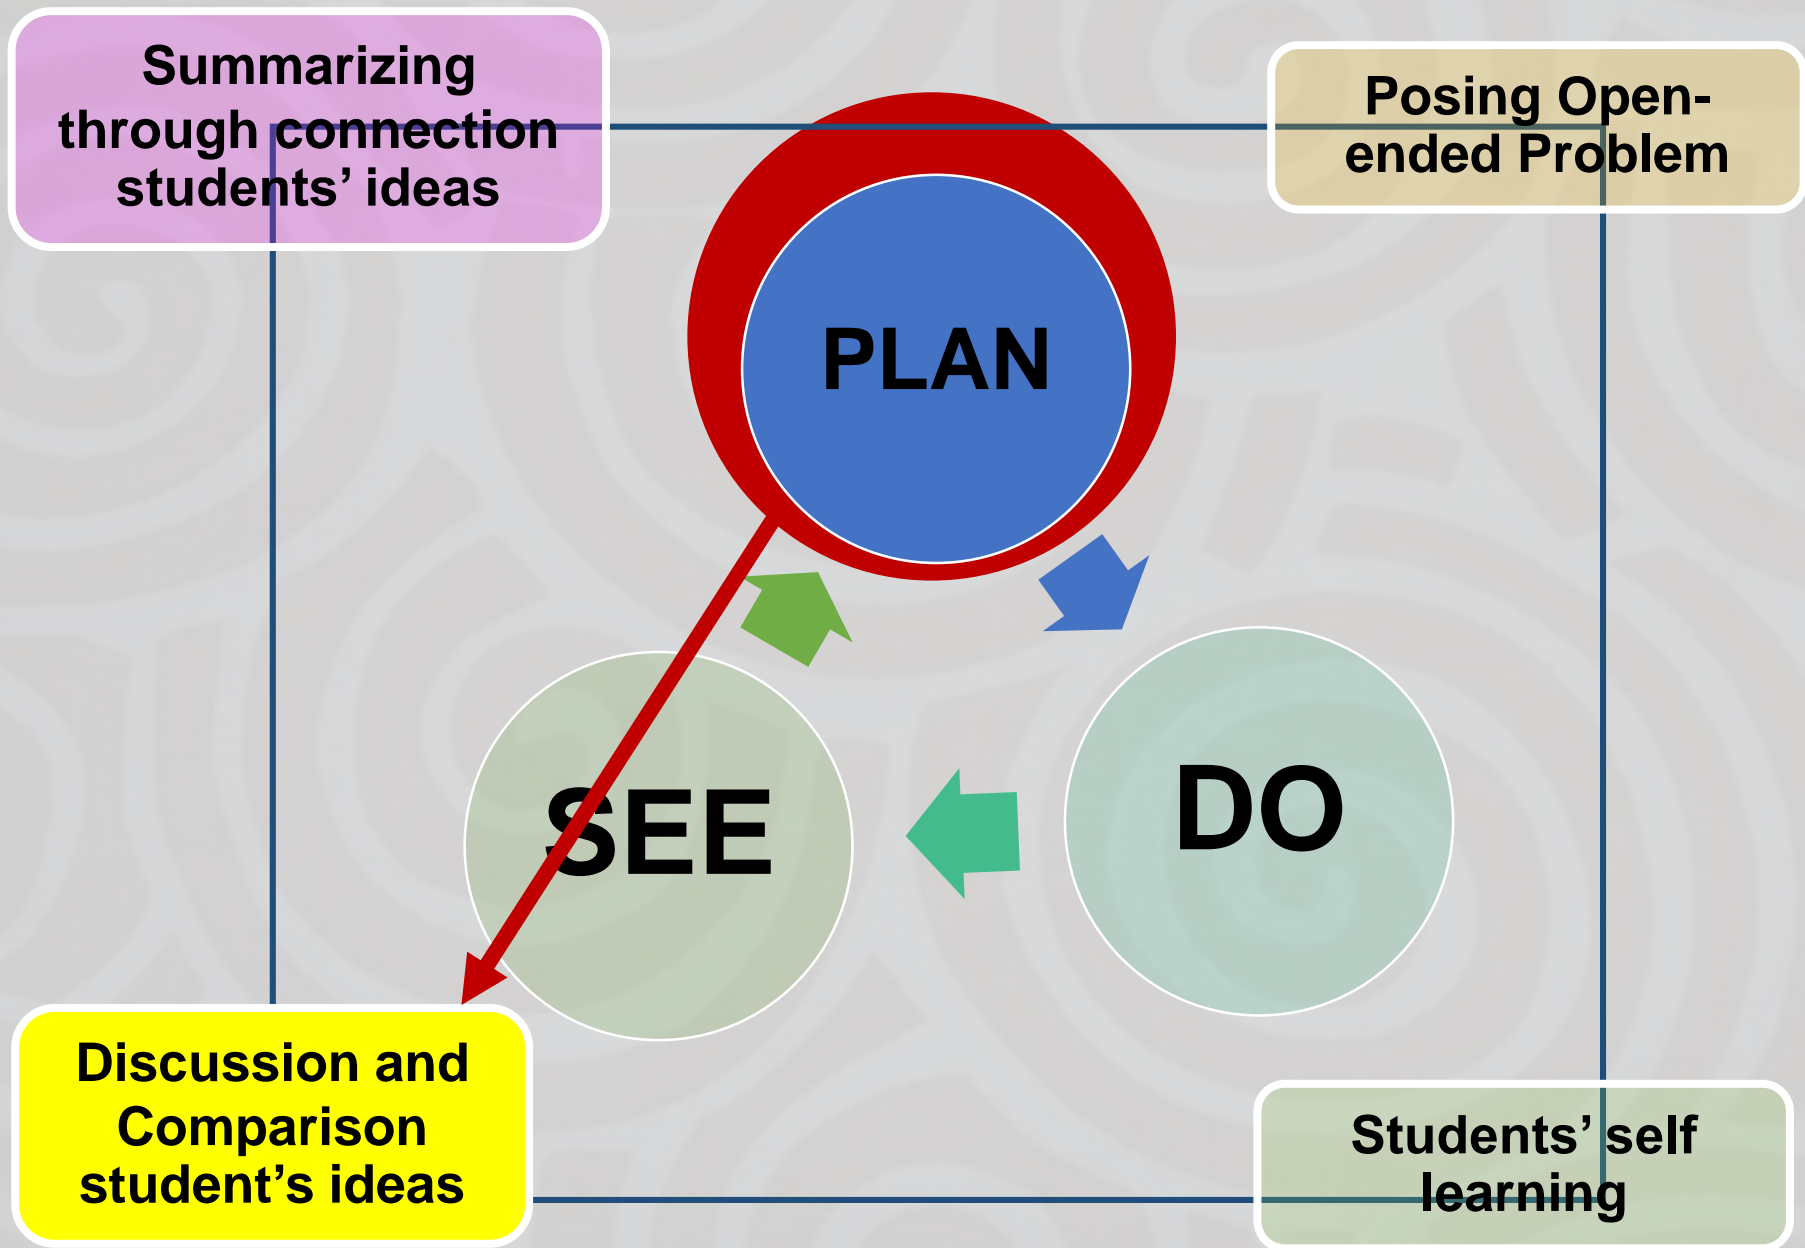 Summarizing
through connection
students’ ideas
Posing Open-
ended Problem
PLAN
DO
SEE
Discussion and
Comparison
student’s ideas
Students’ self
learning